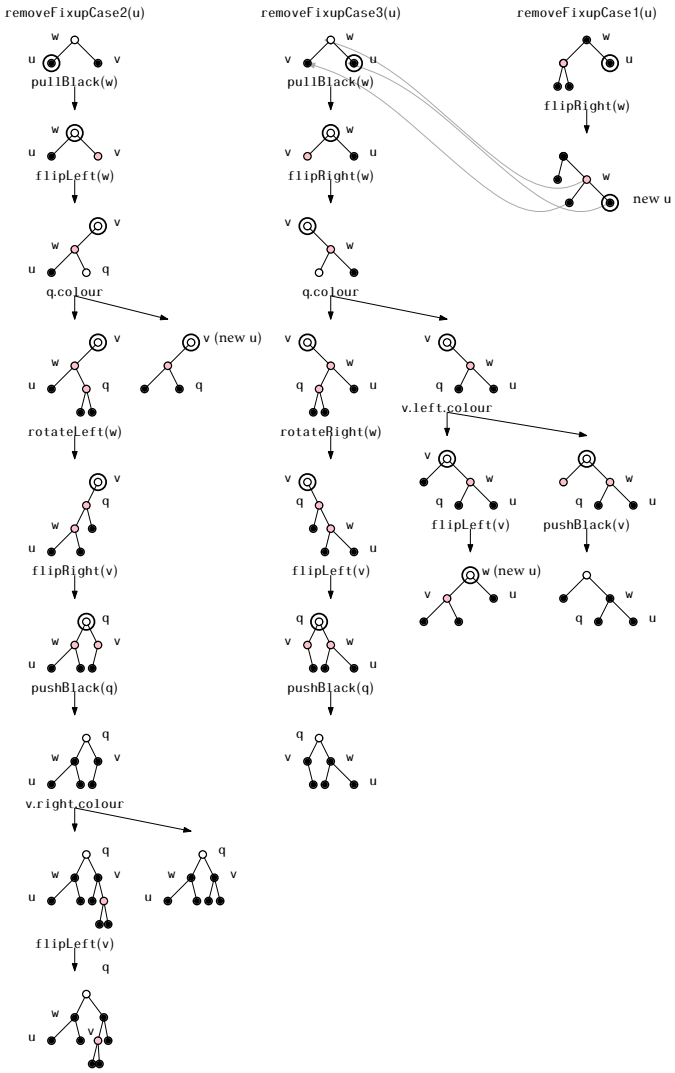 removeFixupCase2(u) removeFixupCase3(u) removeFixupCase1(u)
w w w
u v v u u
pullBlack(w) pullBlack(w) flipRight(w)
w w
u v v u w
flipLeft(w) flipRight(w) new u
v v
w w
u q u
q.colour q.colour
v v (new u) v v
w w w
u q q q u q u
rotateLeft(w) rotateRight(w) v.left.colour
v w w
v v q u q u
q q flipLeft(v) pushBlack(v)
w w
u u
flipRight(v) flipLeft(v) w (new u)
v u w
q q q u
w v v w
u u
pushBlack(q) pushBlack(q)
q q
w v v w
u u
v.right.colour
q q
w v w v
u u
flipLeft(v)
q
w
v
u